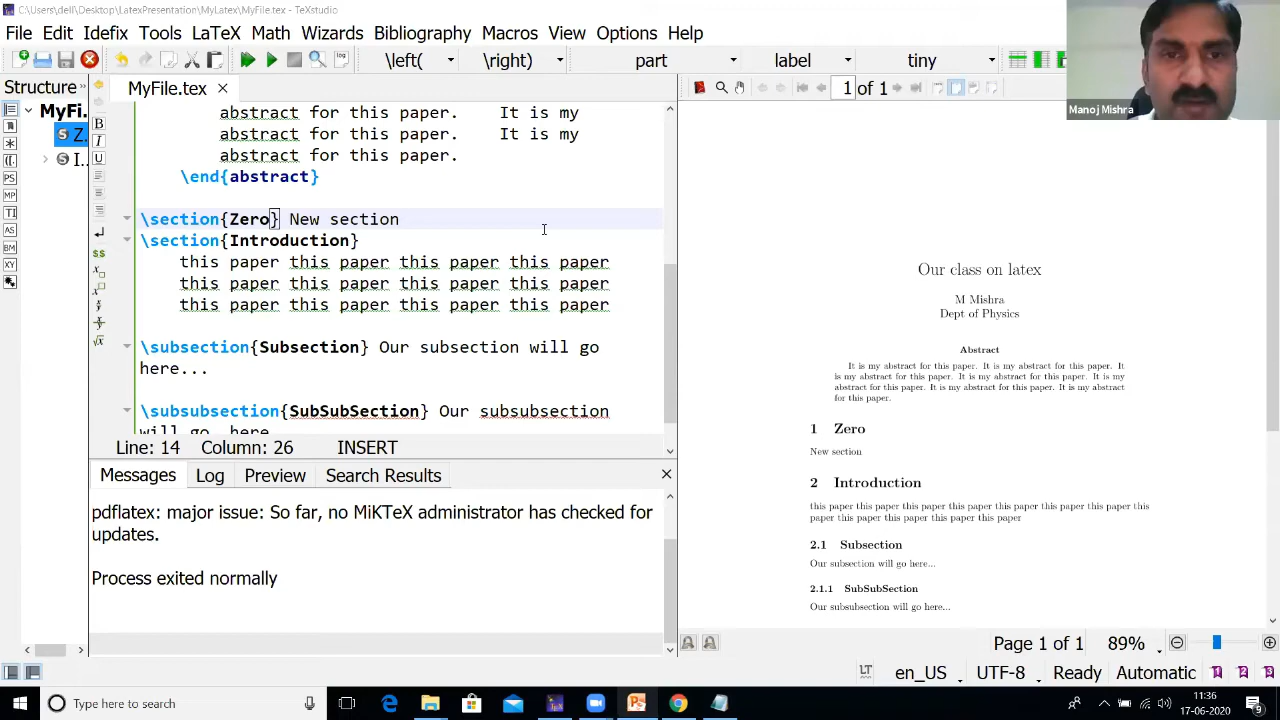 C:\Users\dell\Desktop\LatexPresentation\MyLatex\MyFile.tex - TeXstudio
File Edit Idefix Tools LaTeX Math Wizards Bibliography Macros View Options Help
\left( \right) part label tiny
Structure
MyFile.tex
1 of 1
Manoj Mishra
MyFi...
Z.
I...
abstract for this paper. It is my
abstract for this paper. It is my
abstract for this paper.
\end{abstract}
\section{Zero} New section
\section{Introduction}
this paper this paper this paper this paper
this paper this paper this paper this paper
this paper this paper this paper this paper
\subsection{Subsection} Our subsection will go
here...
\subsubsection{SubSubSection} Our subsubsection
will go here
Line: 14 Column: 26 INSERT
Messages Log Preview Search Results
pdflatex: major issue: So far, no MiKTeX administrator has checked for
updates.
Process exited normally
Our class on latex
M Mishra
Dept of Physics
Abstract
It is my abstract for this paper. It is my abstract for this paper. It
is my abstract for this paper. It is my abstract for this paper. It is my
abstract for this paper. It is my abstract for this paper. It is my abstract
for this paper.
1 Zero
New section
2 Introduction
this paper this paper this paper this paper this paper this paper this paper this
paper this paper this paper this paper this paper
2.1 Subsection
Our subsection will go here...
2.1.1 SubSubSection
Our subsubsection will go here...
Page 1 of 1 89%
en_US UTF-8 Ready Automatic
Type here to search
11:36
17-06-2020